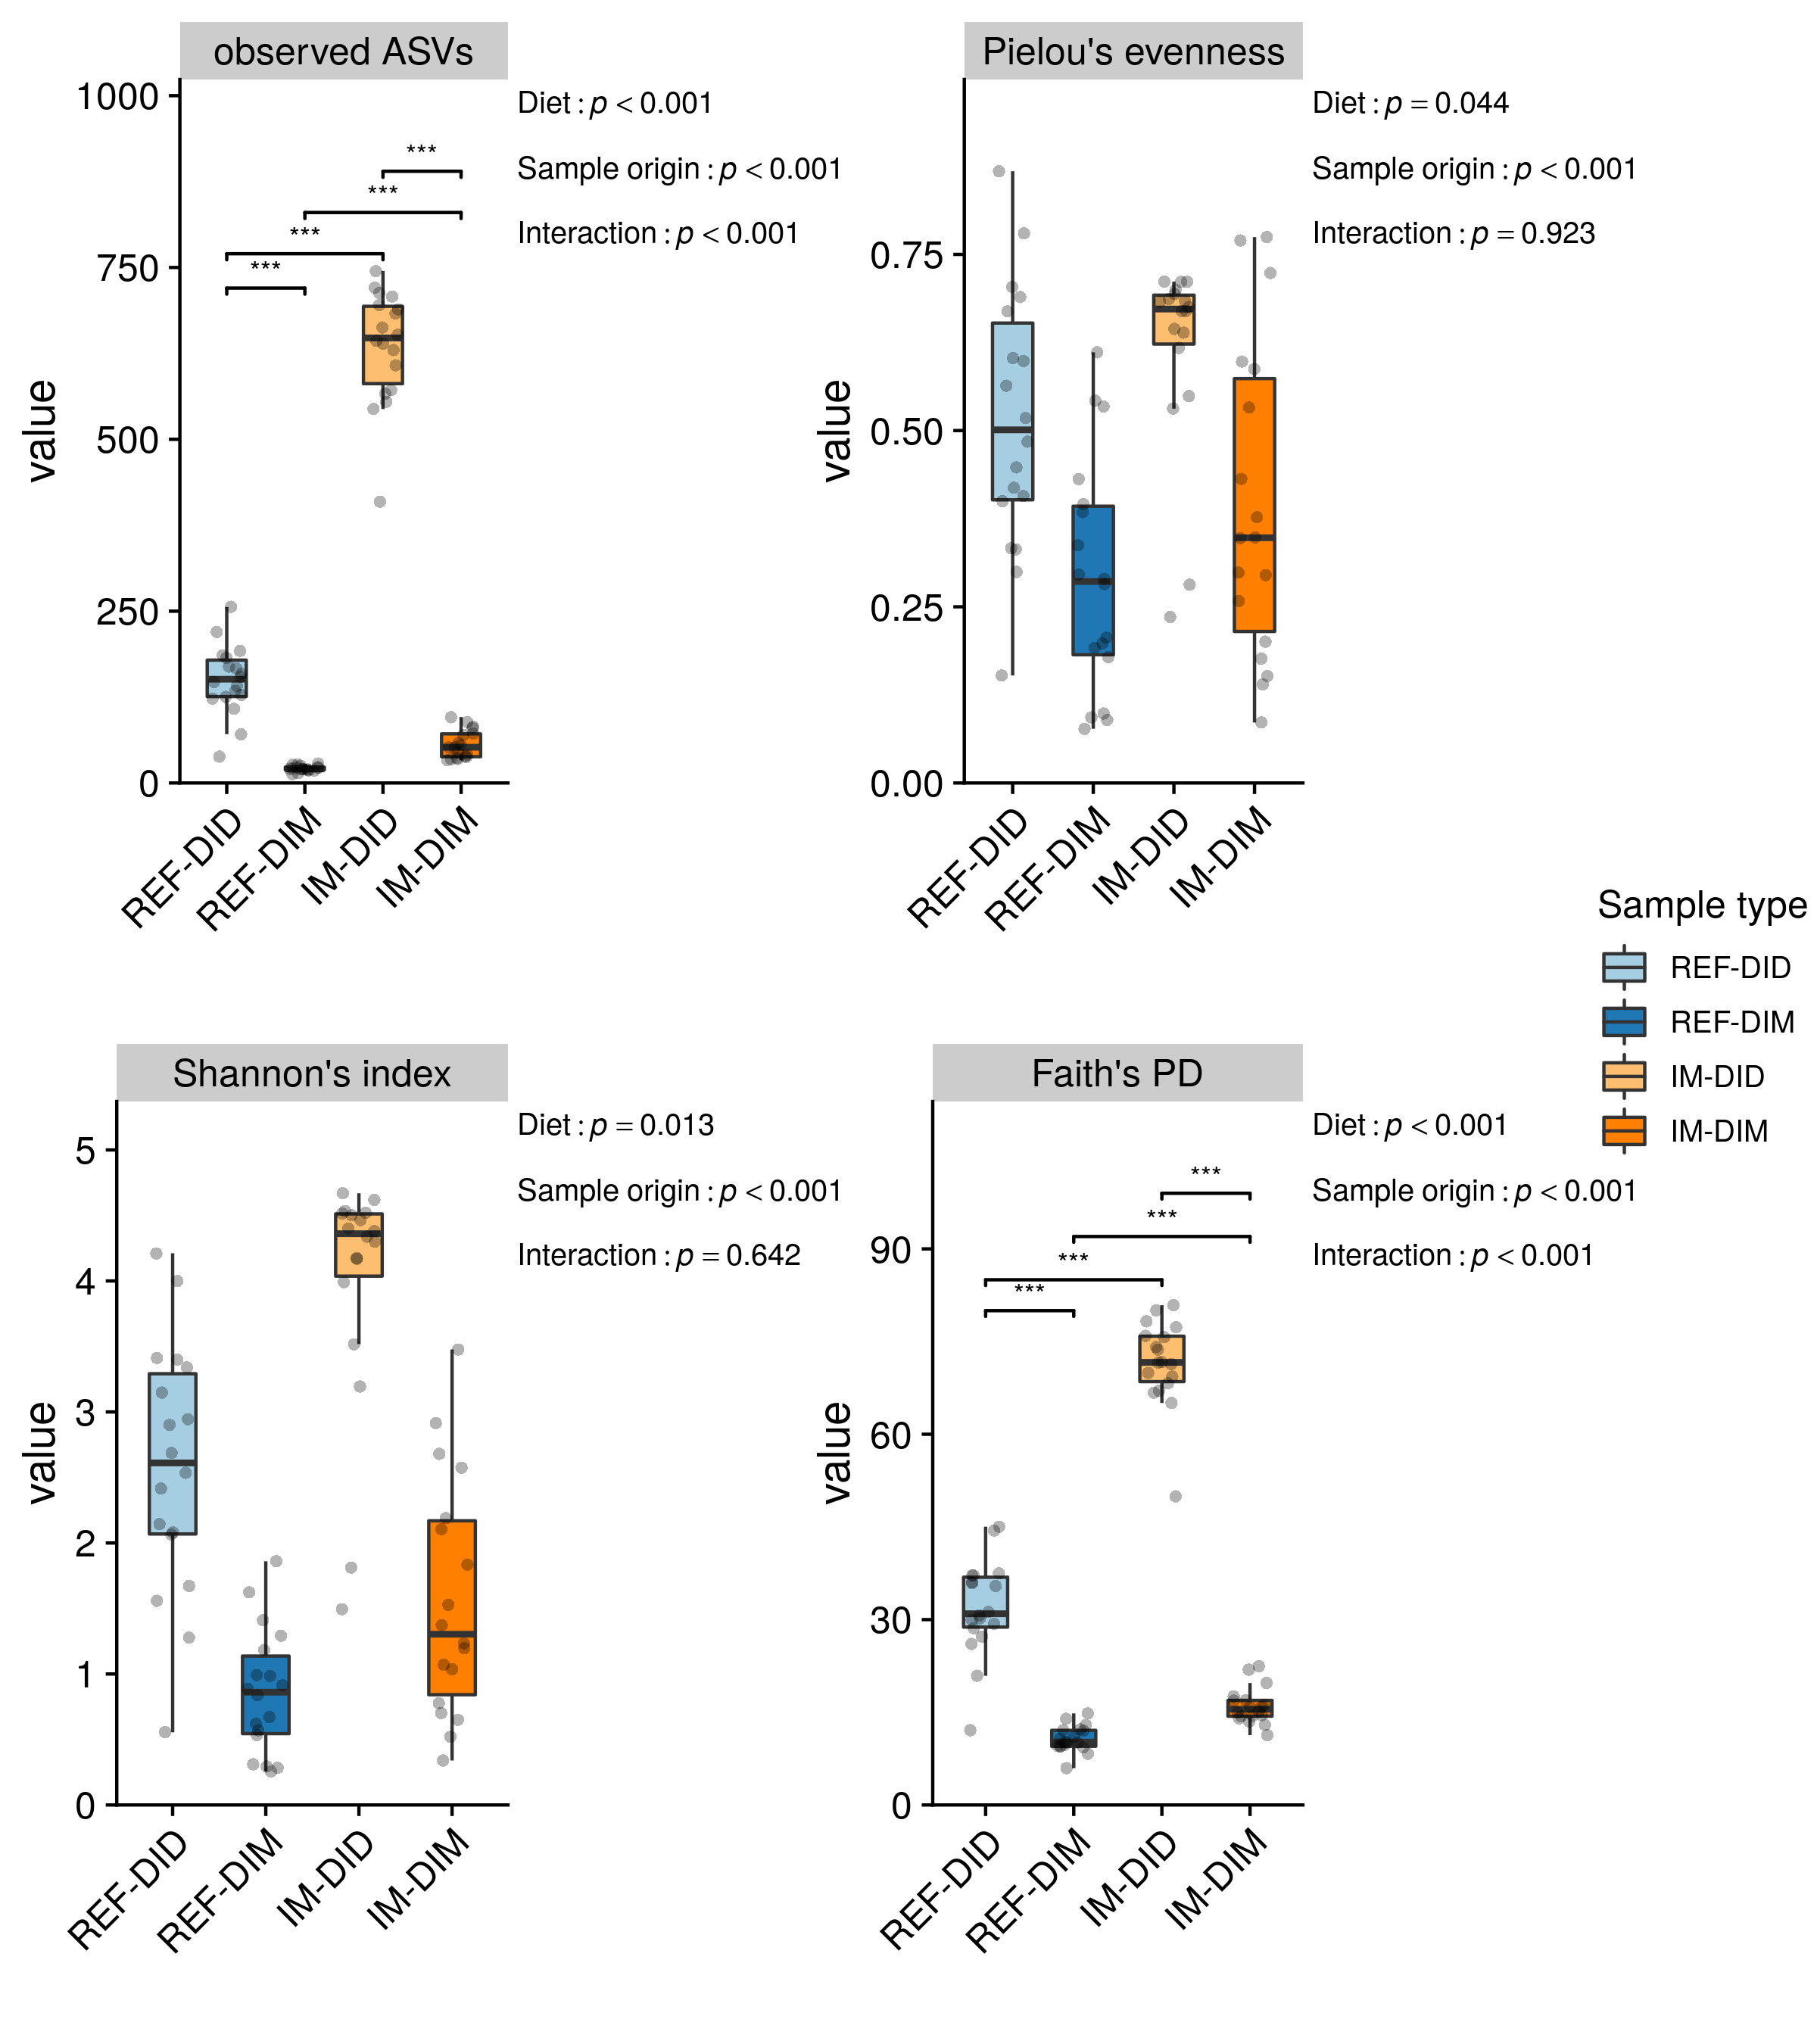 observed ASVs
Diet : p < 0.001
Sample origin : p < 0.001
Interaction : p < 0.001
***
***
***
***
1000
750
500
250
0
value
REF-DID
REF-DIM
IM-DID
IM-DIM
Pielou's evenness
Diet : p = 0.044
Sample origin : p < 0.001
Interaction : p = 0.923
0.75
0.50
0.25
0.00
value
REF-DID
REF-DIM
IM-DID
IM-DIM
Shannon's index
Diet : p = 0.013
Sample origin : p < 0.001
Interaction : p = 0.642
5
4
3
2
1
0
value
REF-DID
REF-DIM
IM-DID
IM-DIM
Faith's PD
Diet : p < 0.001
Sample origin : p < 0.001
Interaction : p < 0.001
***
***
***
***
90
60
30
0
value
REF-DID
REF-DIM
IM-DID
IM-DIM
Sample type
REF-DID
REF-DIM
IM-DID
IM-DIM